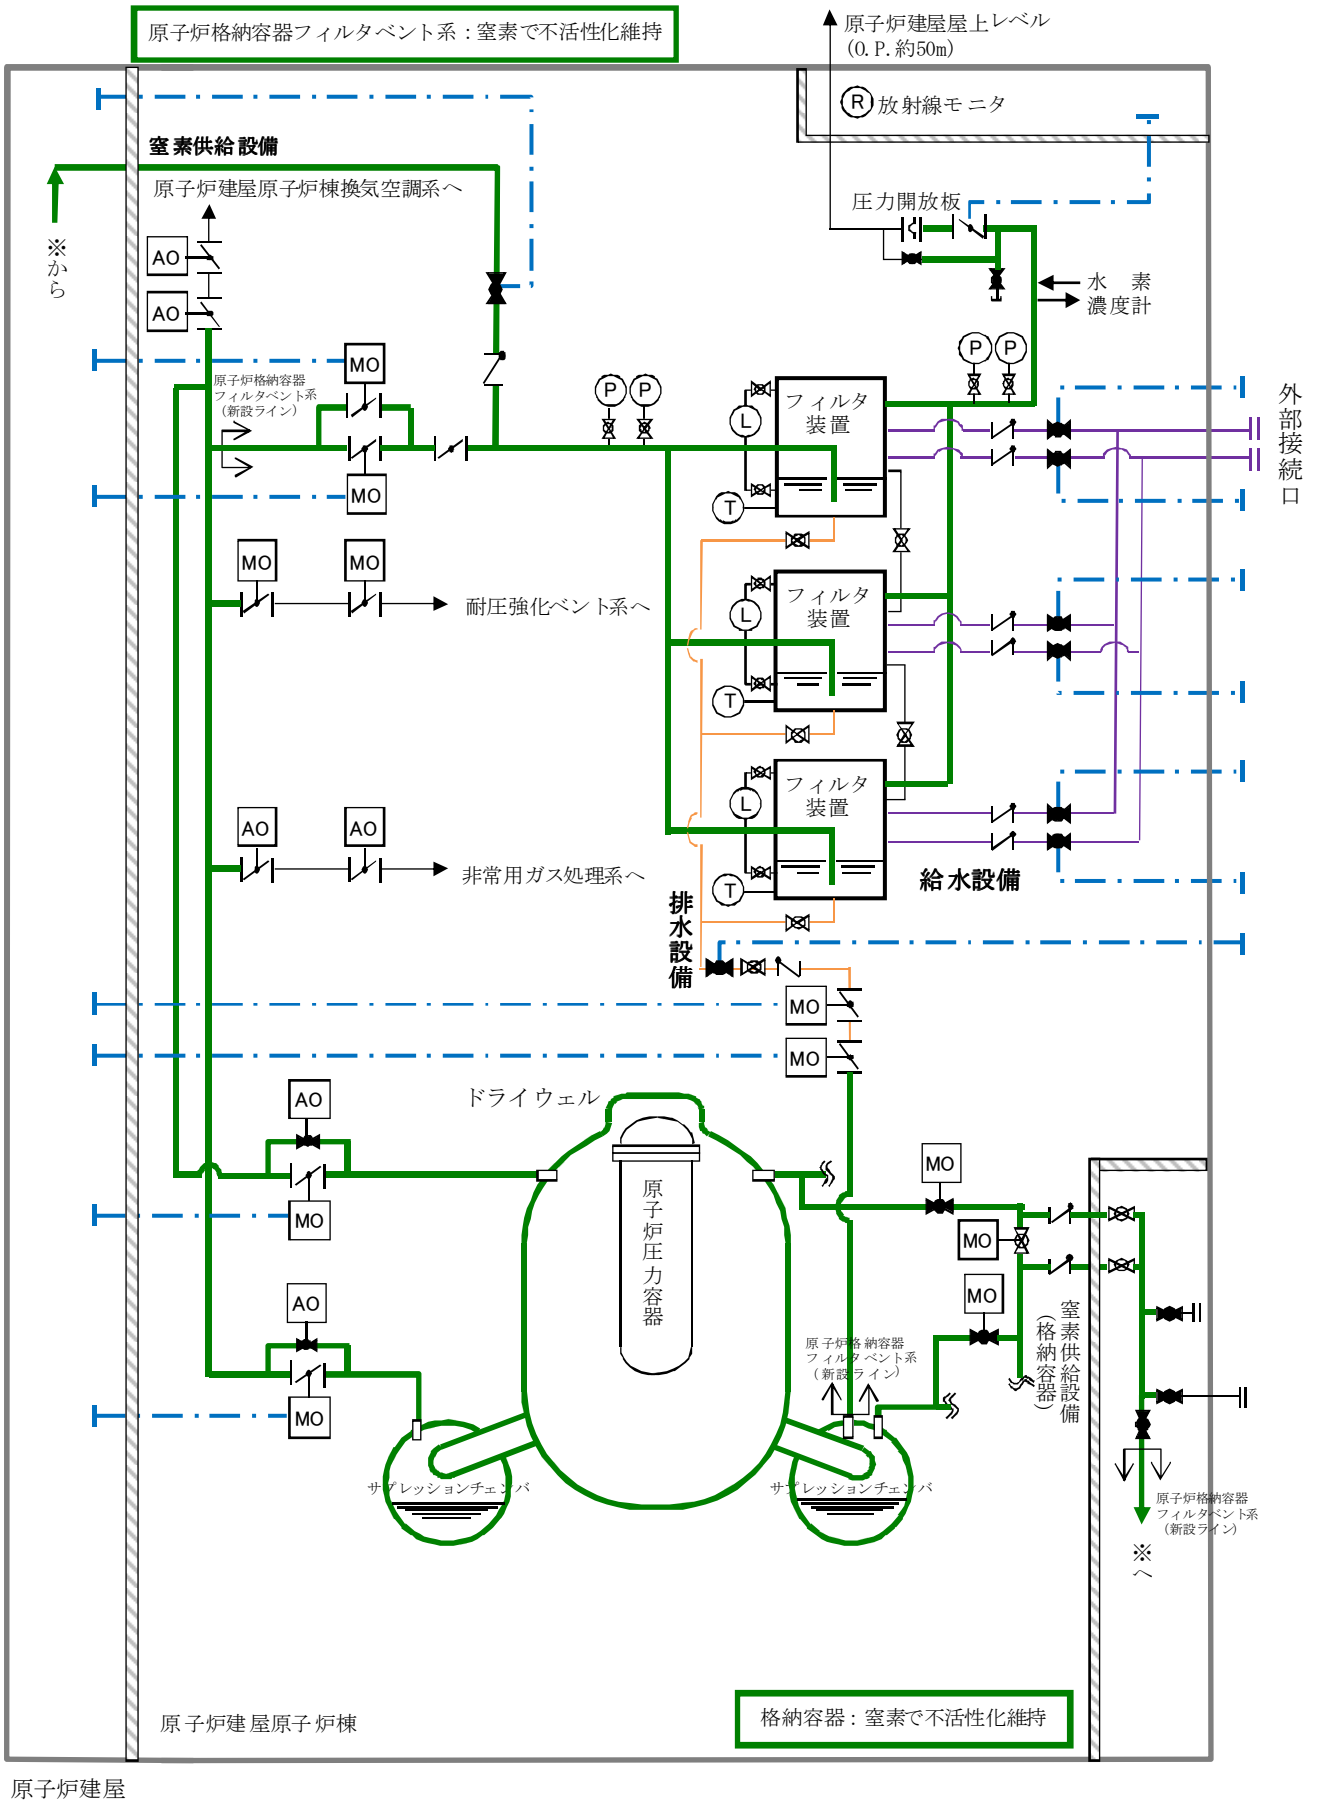 原子炉格納容器フィルタベント系：窒素で不活性化維持
原子炉建屋屋上レベル
(O.P.約50m)
R
放射線モニタ
窒素供給設備
原子炉建屋原子炉棟換気空調系へ
圧力開放板
※から
AO
AO
水　素
濃度計
MO
原子炉格納容器
フィルタベント系
(新設ライン)
P
P
P
P
フィルタ
装置
L
外部接続口
MO
T
MO
MO
耐圧強化ベント系へ
フィルタ
装置
L
T
フィルタ
装置
L
AO
AO
非常用ガス処理系へ
T
給水設備
排水設備
MO
MO
ドライウェル
AO
MO
原子炉圧力容器
MO
MO
AO
MO
MO
窒素供給設備
(格納容器)
原子炉格納容器
フィルタベント系
(新設ライン)
サプレッションチェンバ
サプレッションチェンバ
原子炉格納容器
フィルタベント系
(新設ライン)
※へ
格納容器：窒素で不活性化維持
原子炉建屋原子炉棟
原子炉建屋